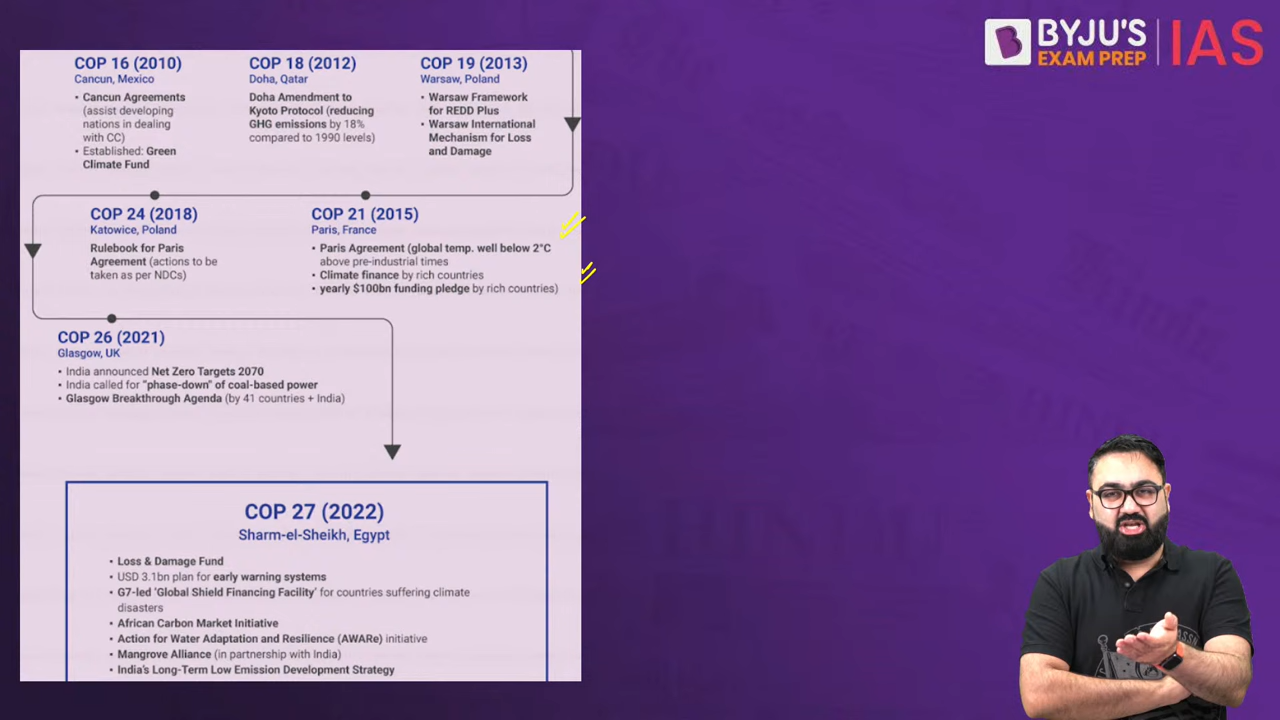 BYJU'S
EXAM PREP
IAS
COP 16 (2010)
Cancun, Mexico
• Cancun Agreements
(assist developing
nations in dealing
with CC)
• Established: Green
Climate Fund
COP 18 (2012)
Doha, Qatar
Doha Amendment to
Kyoto Protocol (reducing
GHG emissions by 18%
compared to 1990 levels)
COP 19 (2013)
Warsaw, Poland
• Warsaw Framework
for REDD Plus
• Warsaw International
Mechanism for Loss
and Damage
COP 24 (2018)
Katowice, Poland
Rulebook for Paris
Agreement (actions to be
taken as per NDCs)
COP 21 (2015)
Paris, France
• Paris Agreement (global temp. well below 2°C
above pre-industrial times
• Climate finance by rich countries
• yearly $100bn funding pledge by rich countries)
COP 26 (2021)
Glasgow, UK
• India announced Net Zero Targets 2070
• India called for "phase-down" of coal-based power
• Glasgow Breakthrough Agenda (by 41 countries + India)
COP 27 (2022)
Sharm-el-Sheikh, Egypt
• Loss & Damage Fund
• USD 3.1bn plan for early warning systems
• G7-led 'Global Shield Financing Facility' for countries suffering climate
disasters
• African Carbon Market Initiative
• Action for Water Adaptation and Resilience (AWARe) initiative
• Mangrove Alliance (in partnership with India)
• India's Long-Term Low Emission Development Strategy